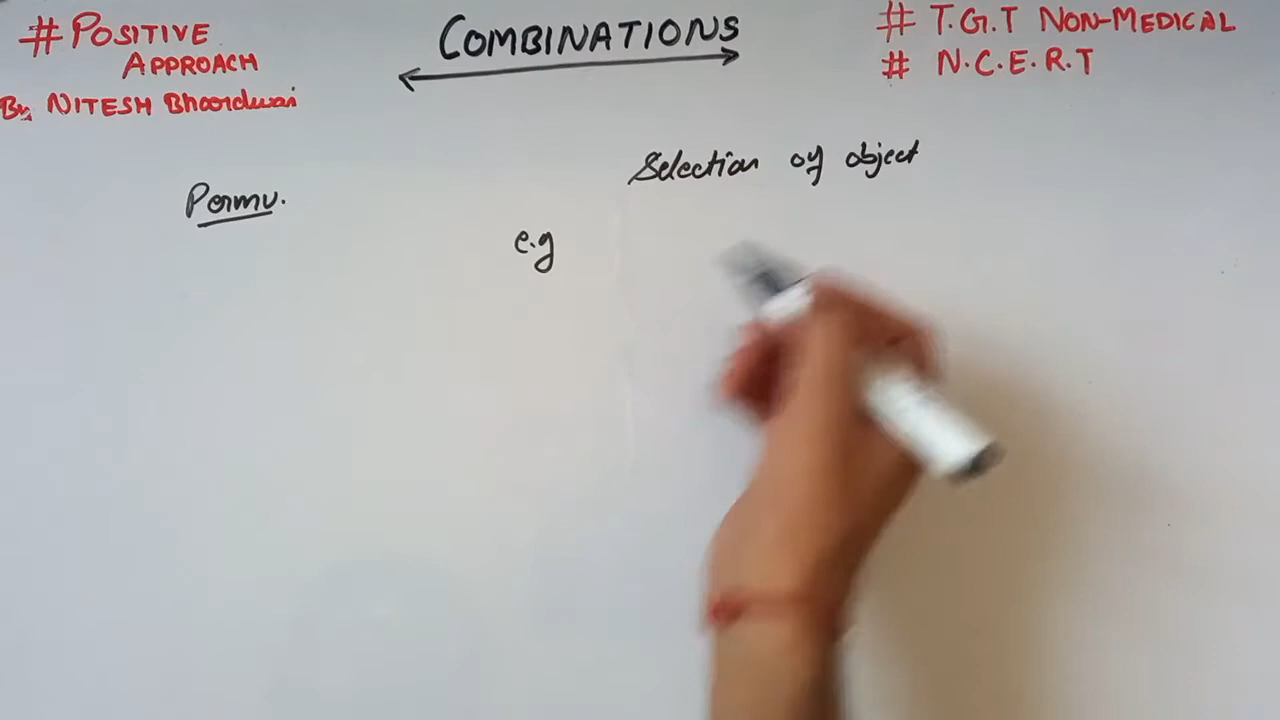 # POSITIVE
APPROACH
By NITESH Bhardwaj
COMBINATIONS
# T.G.T NON-MEDICAL
# N.C.E.R.T
Selection of object
Permu.
e.g